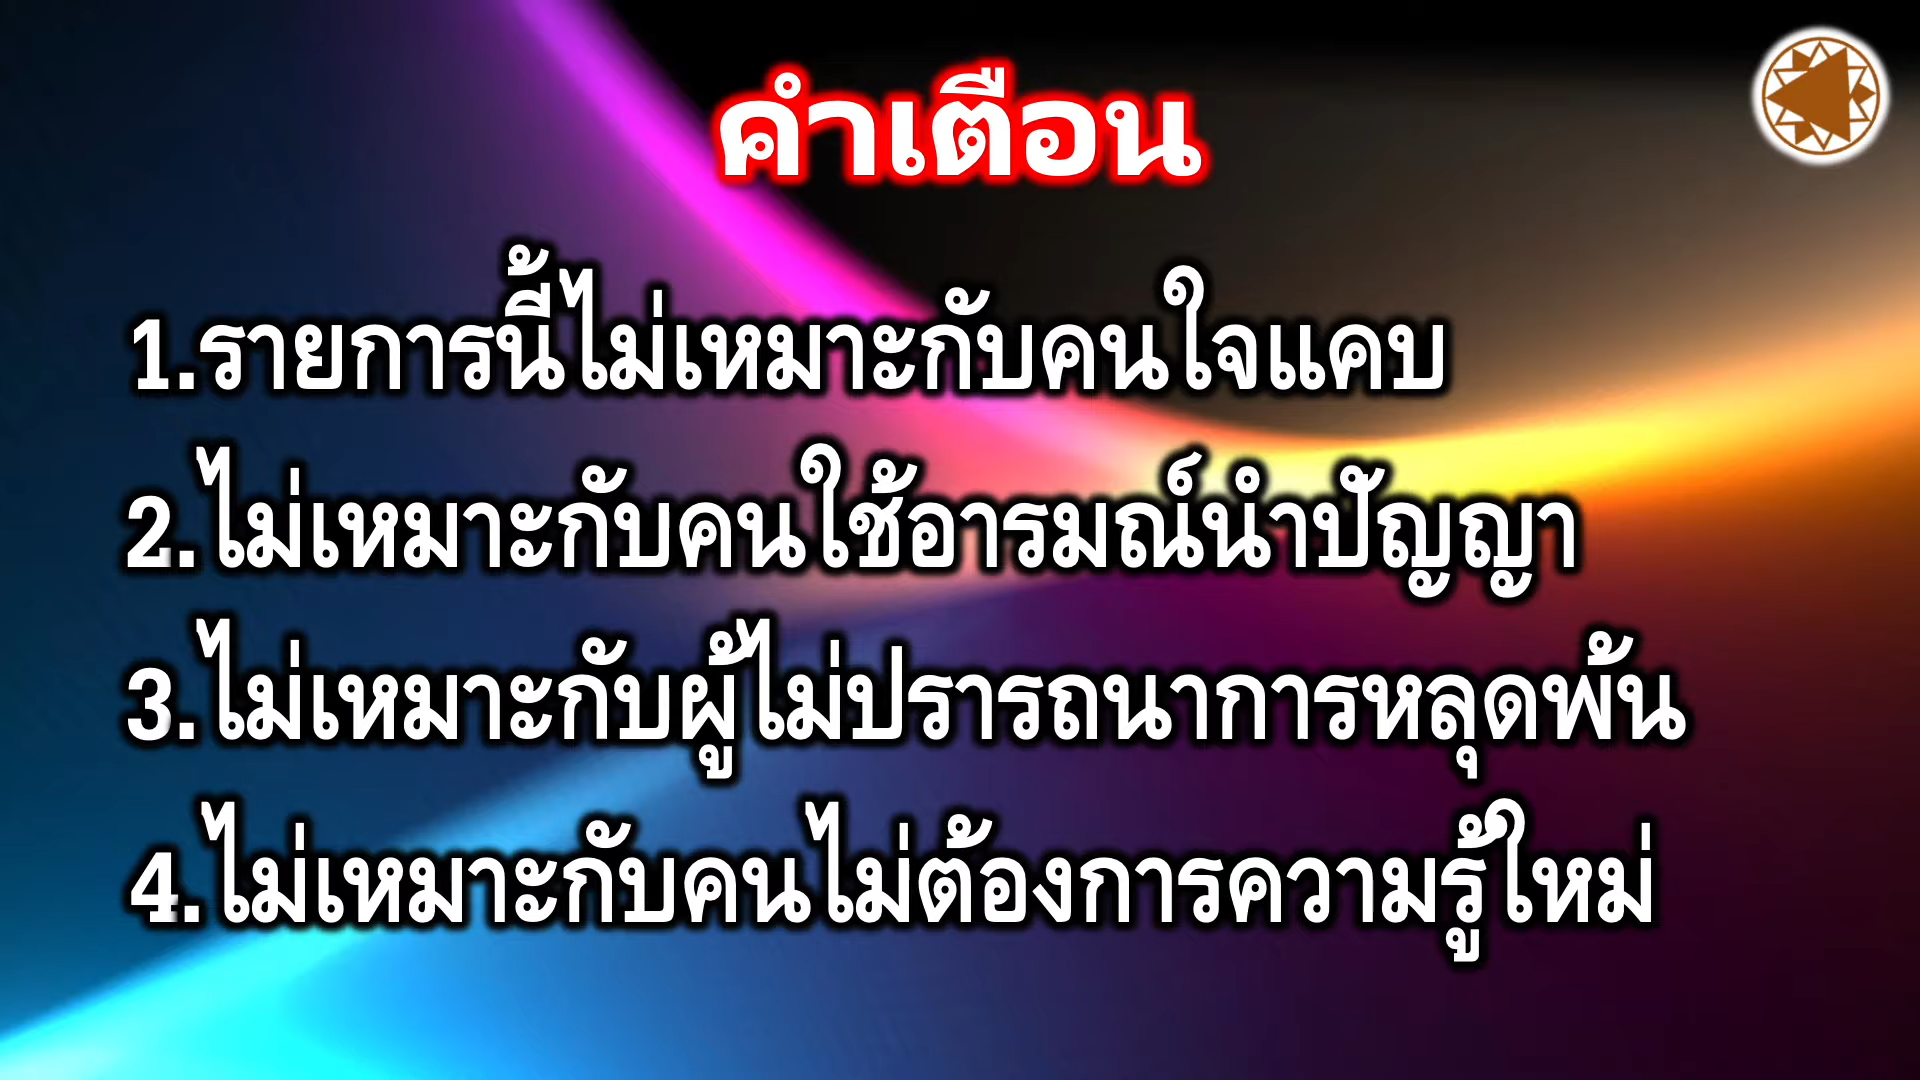 คำเตือน
1.รายการนี้ไม่เหมาะกับคนใจแคบ
2.ไม่เหมาะกับคนใช้อารมณ์นำปัญญา
3.ไม่เหมาะกับผู้ไม่ปรารถนาการหลุดพ้น
4.ไม่เหมาะกับคนไม่ต้องการความรู้ใหม่